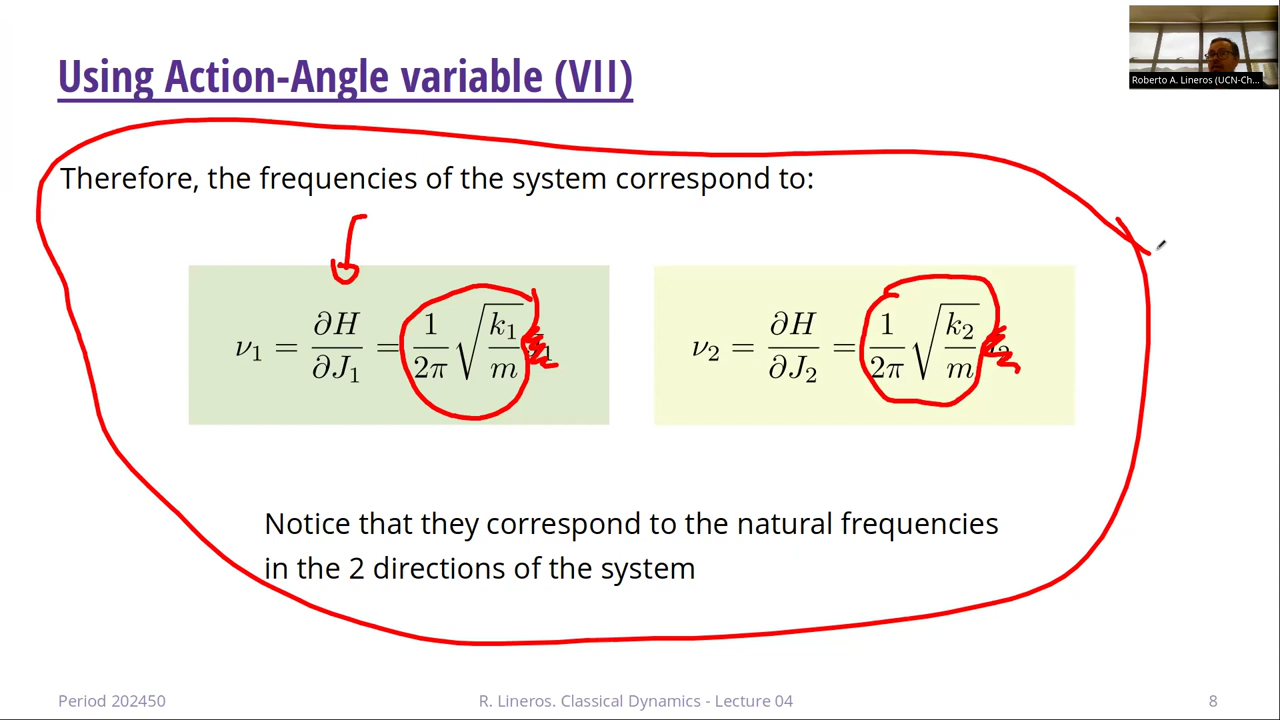 Using Action-Angle variable (VII)
Roberto A. Lineros (UCN-Ch...
Therefore, the frequencies of the system correspond to:
ν₁ = ∂H/∂J₁ = 1/2π √(k₁/m)
ν₂ = ∂H/∂J₂ = 1/2π √(k₂/m)
Notice that they correspond to the natural frequencies
in the 2 directions of the system
Period 202450
R. Lineros. Classical Dynamics - Lecture 04
8